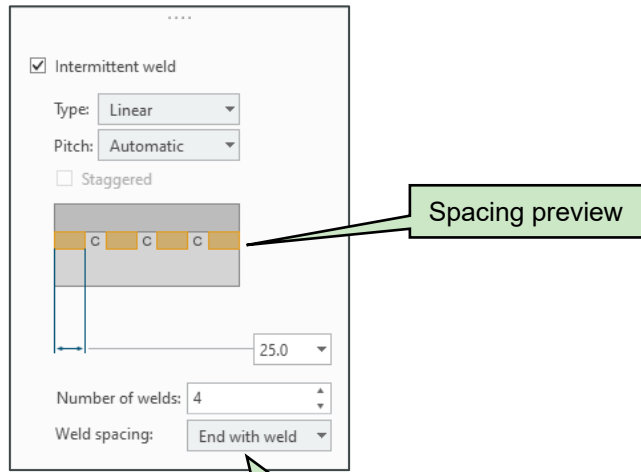 Intermittent weld
Type: Linear
Pitch: Automatic
Staggered
Spacing preview
C C C
25.0
Number of welds: 4
Weld spacing: End with weld